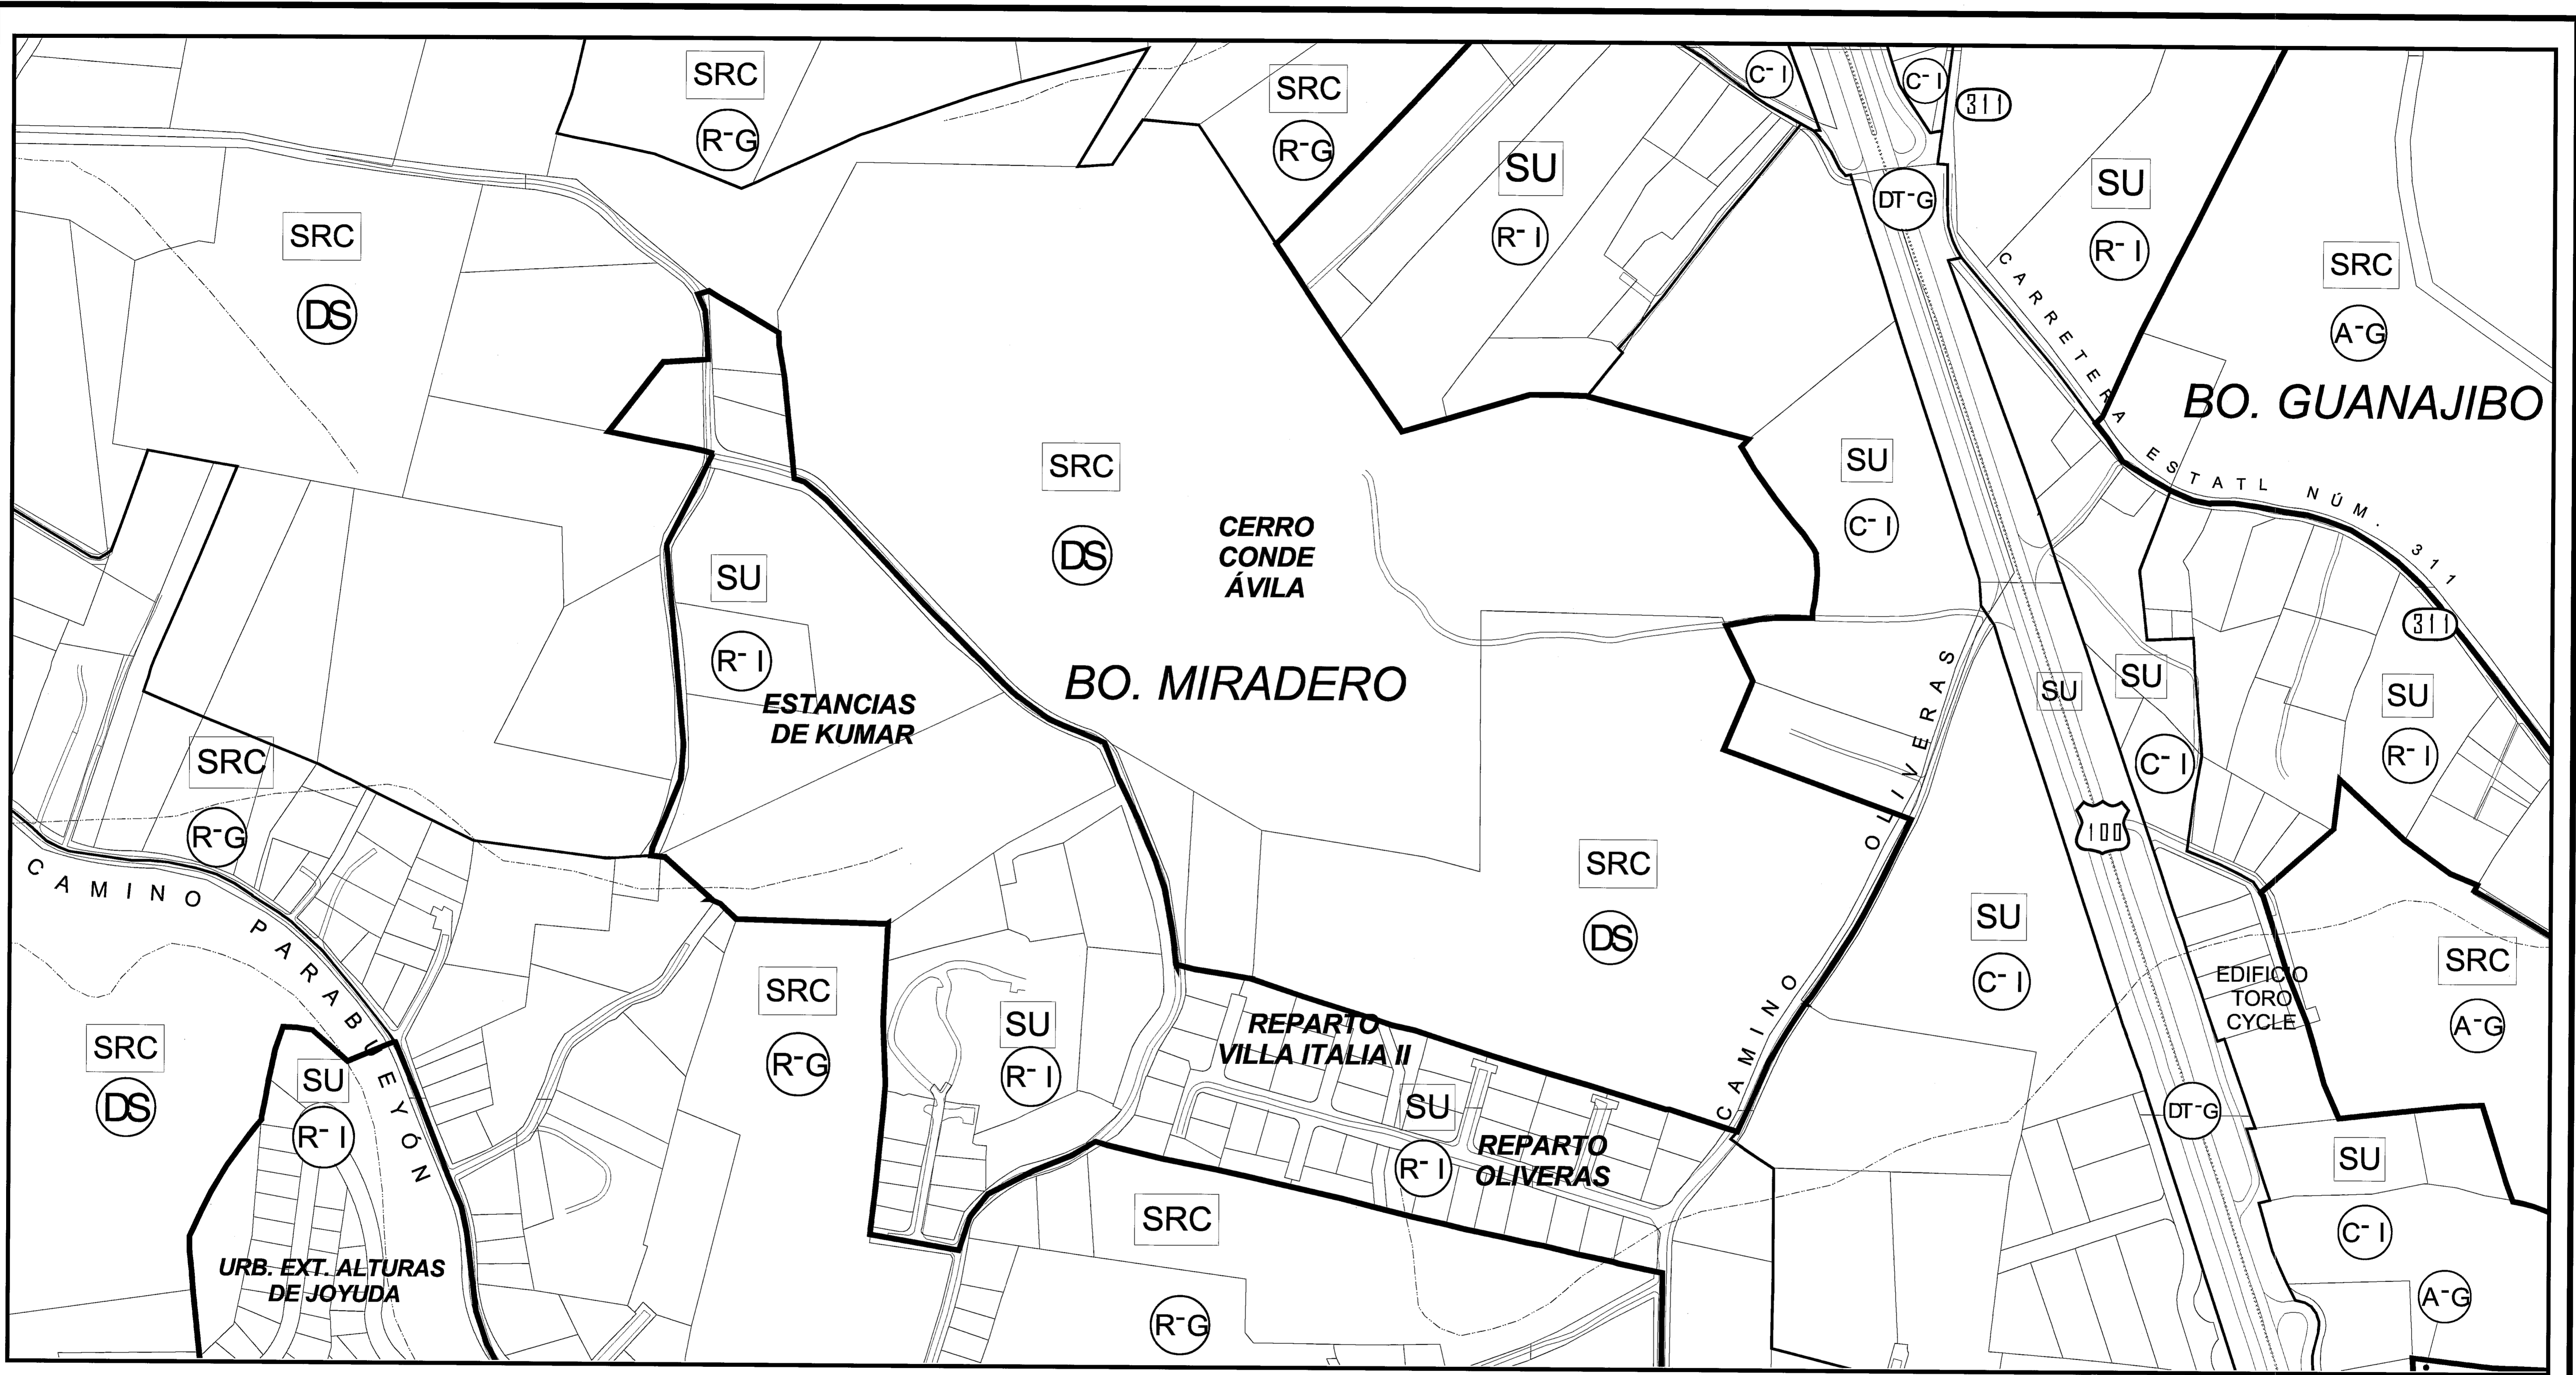 SRC
R-G
SRC
R-G
SU
R-I
C-I
C-I
311
DT-G
SU
R-I
SRC
A-G
BO. GUANAJIBO
SRC
DS
CARRETERA ESTATL NÚM. 311
SRC
DS
CERRO
CONDE
ÁVILA
SU
C-I
SU
R-I
311
BO. MIRADERO
ESTANCIAS
DE KUMAR
SU
SU
C-I
SU
R-I
SRC
R-G
100
CAMINO OLIVERAS
SRC
DS
SU
C-I
CAMINO PARABUEYÓN
SRC
R-G
SU
R-I
EDIFICIO
TORO
CYCLE
SRC
A-G
SRC
DS
SU
R-I
REPARTO
VILLA ITALIA II
SU
R-I
REPARTO
OLIVERAS
DT-G
SU
C-I
A-G
SRC
R-G
URB. EXT. ALTURAS
DE JOYUDA